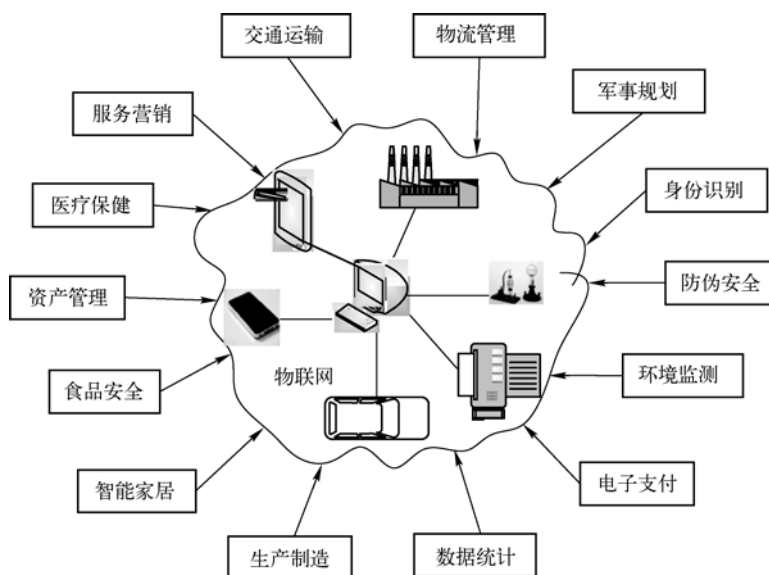 交通运输
物流管理
服务营销
军事规划
医疗保健
身份识别
资产管理
防伪安全
物联网
食品安全
环境监测
智能家居
电子支付
生产制造
数据统计